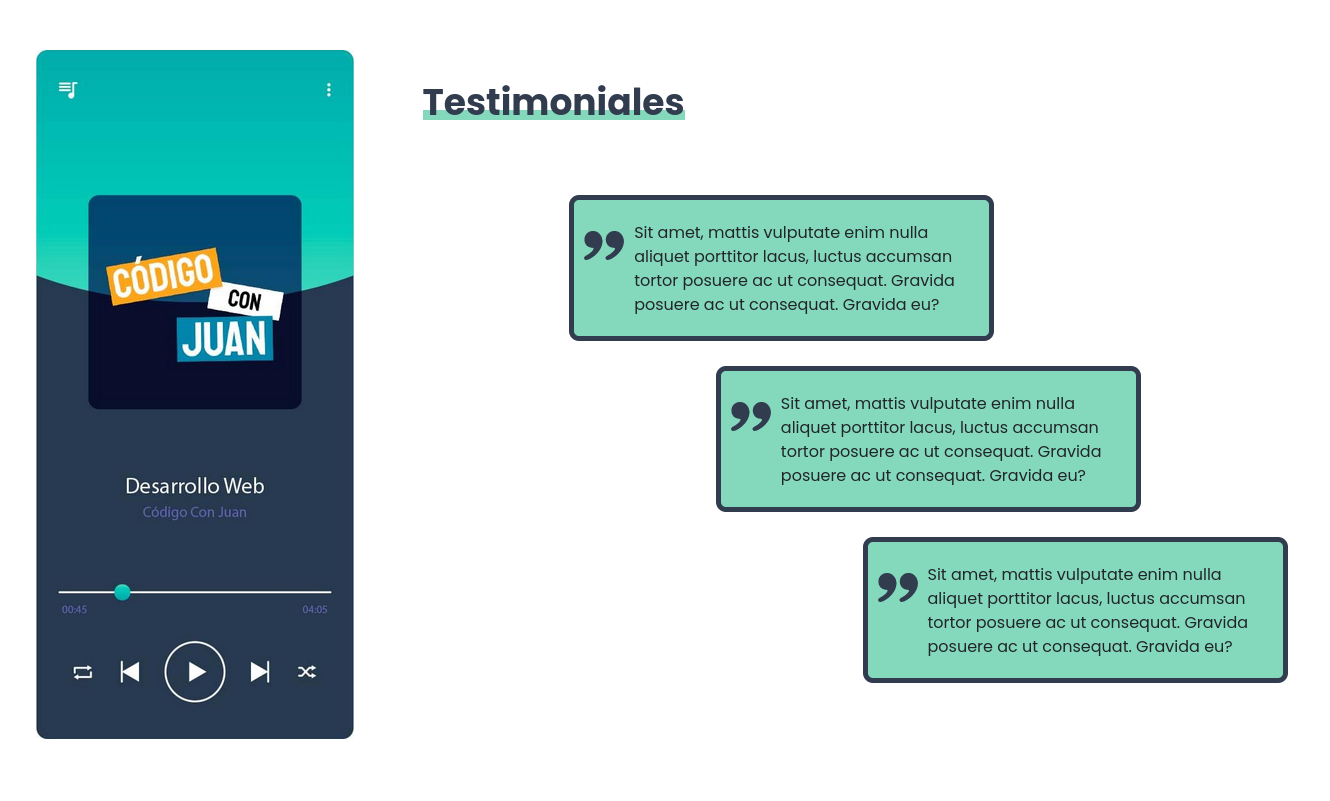 CÓDIGO
CON
JUAN
Desarrollo Web
Código Con Juan
00:45
04:05
Testimoniales
Sit amet, mattis vulputate enim nulla
aliquet porttitor lacus, luctus accumsan
tortor posuere ac ut consequat. Gravida
posuere ac ut consequat. Gravida eu?
Sit amet, mattis vulputate enim nulla
aliquet porttitor lacus, luctus accumsan
tortor posuere ac ut consequat. Gravida
posuere ac ut consequat. Gravida eu?
Sit amet, mattis vulputate enim nulla
aliquet porttitor lacus, luctus accumsan
tortor posuere ac ut consequat. Gravida
posuere ac ut consequat. Gravida eu?